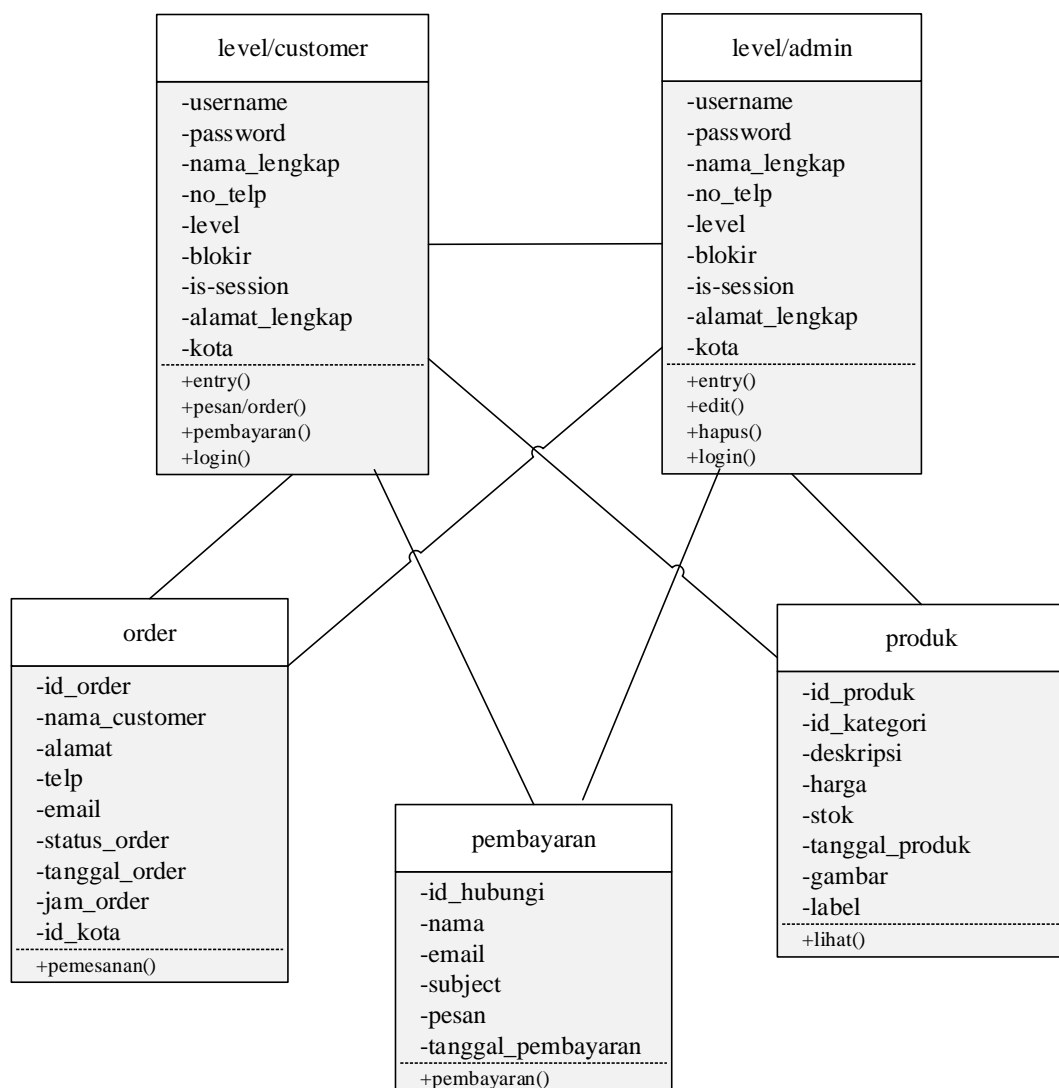 level/customer
-username
-password
-nama_lengkap
-no_telp
-level
-blokir
-is-session
-alamat_lengkap
-kota
+entry()
+pesan/order()
+pembayaran()
+login()
level/admin
-username
-password
-nama_lengkap
-no_telp
-level
-blokir
-is-session
-alamat_lengkap
-kota
+entry()
+edit()
+hapus()
+login()
order
-id_order
-nama_customer
-alamat
-telp
-email
-status_order
-tanggal_order
-jam_order
-id_kota
+pemesanan()
pembayaran
-id_hubungi
-nama
-email
-subject
-pesan
-tanggal_pembayaran
+pembayaran()
produk
-id_produk
-id_kategori
-deskripsi
-harga
-stok
-tanggal_produk
-gambar
-label
+lihat()